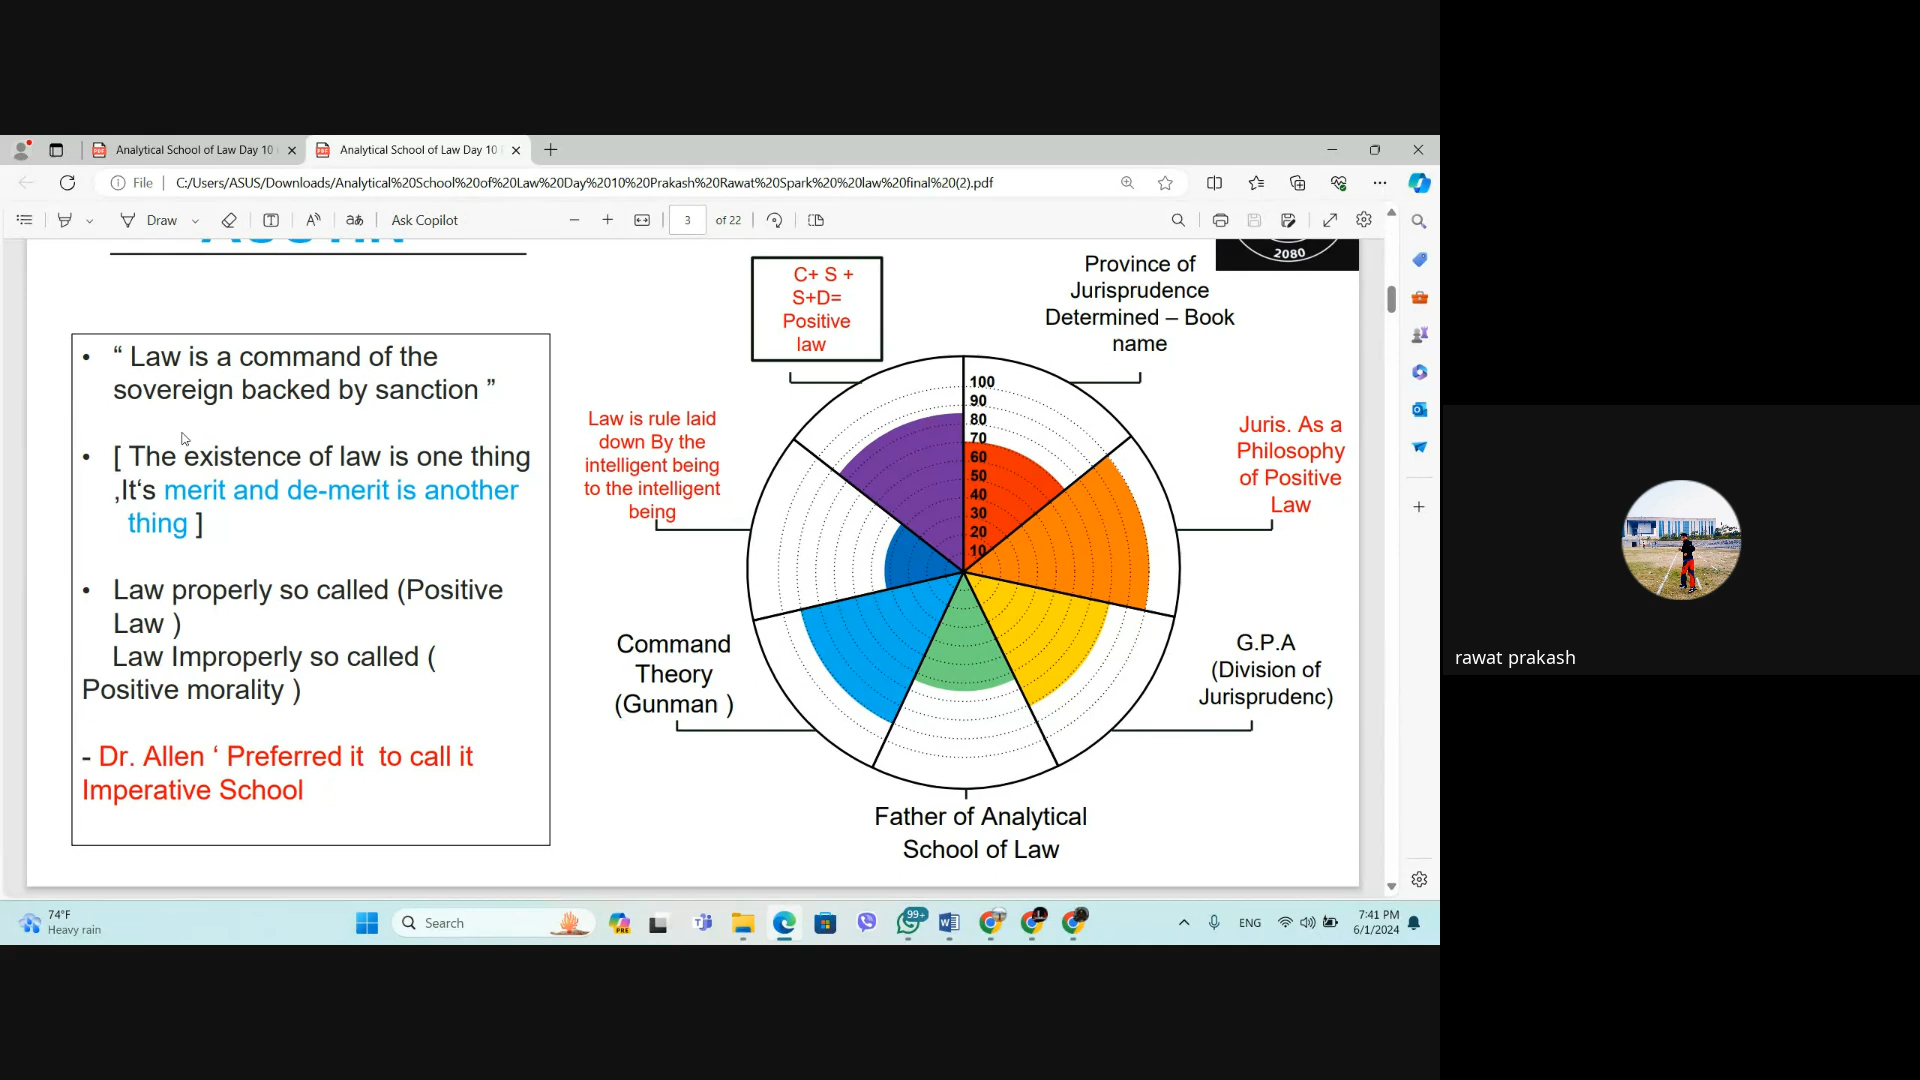 Analytical School of Law Day 10
Analytical School of Law Day 10
File
C:/Users/ASUS/Downloads/Analytical%20School%20of%20Law%20Day%2010%20Prakash%20Rawat%20Spark%20%20law%20final%20(2).pdf
Draw
Ask Copilot
3
of 22
2080
“ Law is a command of the
sovereign backed by sanction ”
[ The existence of law is one thing
,It‘s merit and de-merit is another
thing ]
Law properly so called (Positive
Law )
Law Improperly so called (
Positive morality )
- Dr. Allen ‘ Preferred it to call it
Imperative School
C+ S +
S+D=
Positive
law
Province of
Jurisprudence
Determined – Book
name
Law is rule laid
down By the
intelligent being
to the intelligent
being
Juris. As a
Philosophy
of Positive
Law
100
90
80
70
60
50
40
30
20
10
Command
Theory
(Gunman )
G.P.A
(Division of
Jurisprudenc)
Father of Analytical
School of Law
rawat prakash
74°F
Heavy rain
Search
PRE
99+
ENG
7:41 PM
6/1/2024